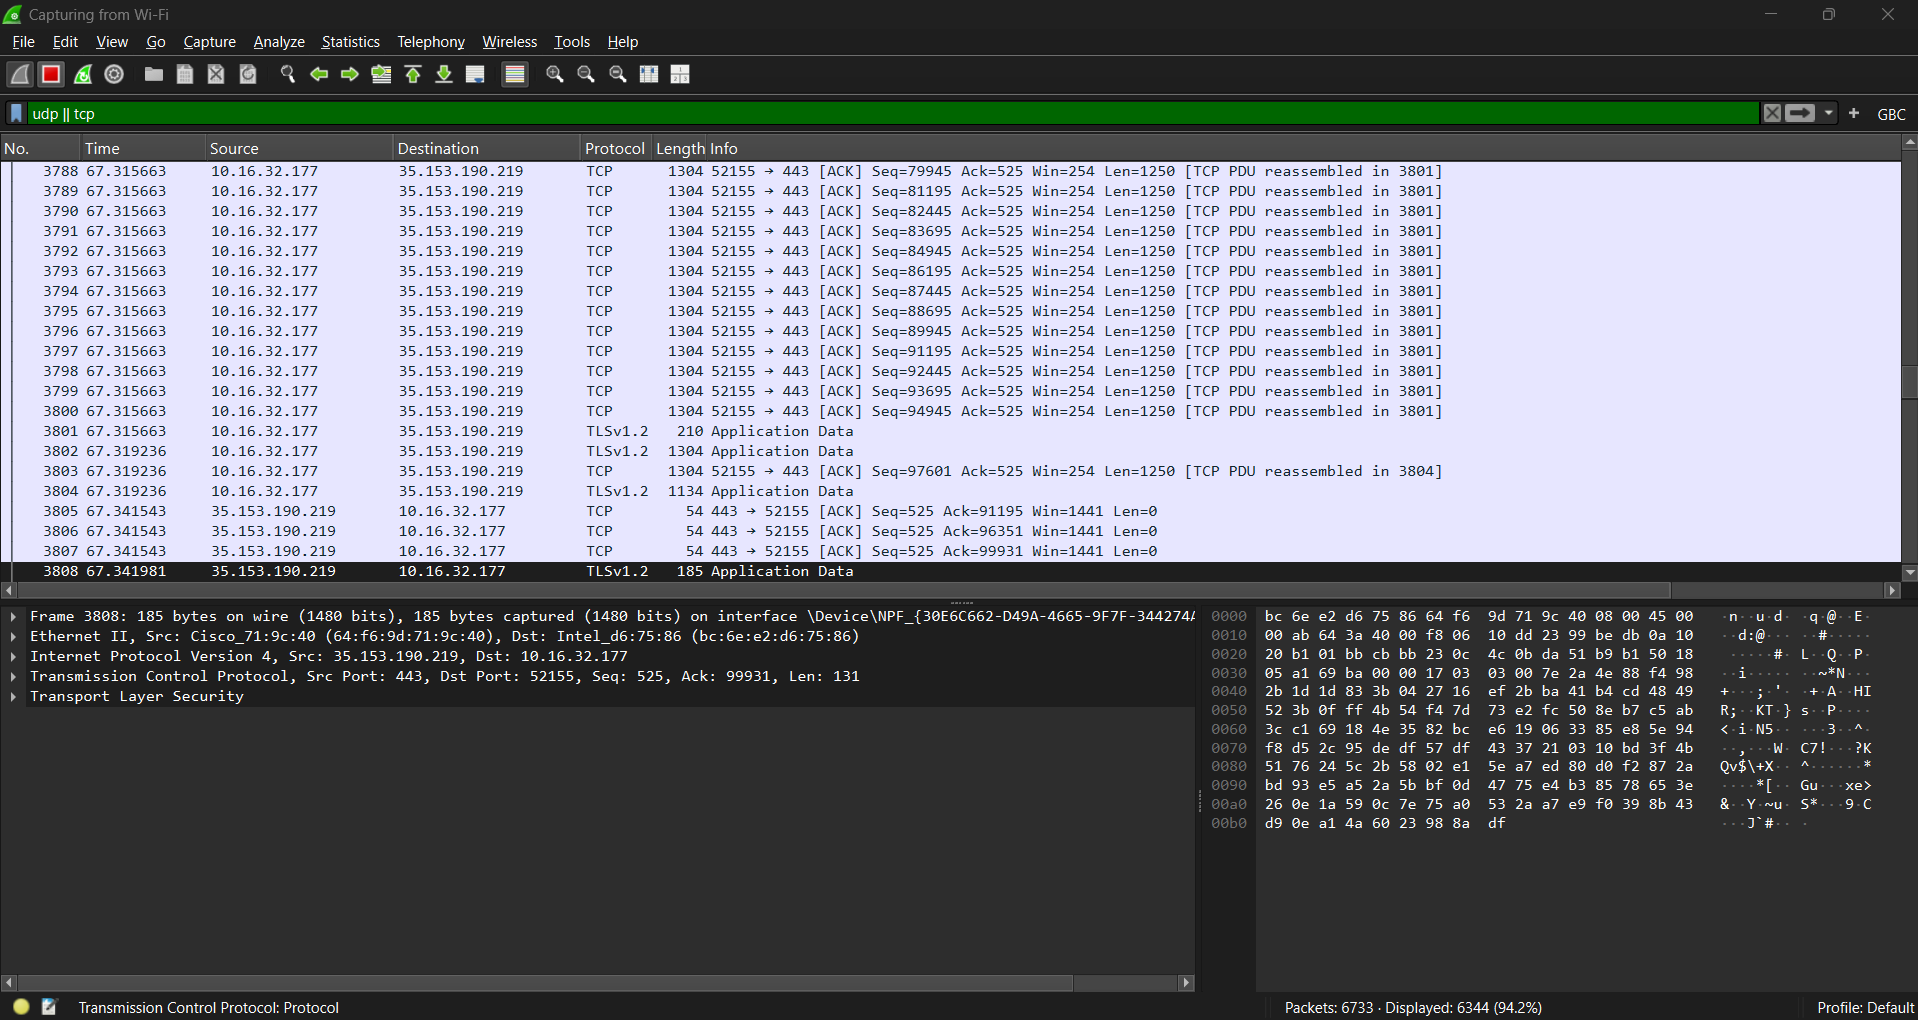 Capturing from Wi-Fi
File Edit View Go Capture Analyze Statistics Telephony Wireless Tools Help
udp || tcp
GBC
No. Time Source Destination Protocol Length Info
3788 67.315663 10.16.32.177 35.153.190.219 TCP 1304 52155 → 443 [ACK] Seq=79945 Ack=525 Win=254 Len=1250 [TCP PDU reassembled in 3801]
3789 67.315663 10.16.32.177 35.153.190.219 TCP 1304 52155 → 443 [ACK] Seq=81195 Ack=525 Win=254 Len=1250 [TCP PDU reassembled in 3801]
3790 67.315663 10.16.32.177 35.153.190.219 TCP 1304 52155 → 443 [ACK] Seq=82445 Ack=525 Win=254 Len=1250 [TCP PDU reassembled in 3801]
3791 67.315663 10.16.32.177 35.153.190.219 TCP 1304 52155 → 443 [ACK] Seq=83695 Ack=525 Win=254 Len=1250 [TCP PDU reassembled in 3801]
3792 67.315663 10.16.32.177 35.153.190.219 TCP 1304 52155 → 443 [ACK] Seq=84945 Ack=525 Win=254 Len=1250 [TCP PDU reassembled in 3801]
3793 67.315663 10.16.32.177 35.153.190.219 TCP 1304 52155 → 443 [ACK] Seq=86195 Ack=525 Win=254 Len=1250 [TCP PDU reassembled in 3801]
3794 67.315663 10.16.32.177 35.153.190.219 TCP 1304 52155 → 443 [ACK] Seq=87445 Ack=525 Win=254 Len=1250 [TCP PDU reassembled in 3801]
3795 67.315663 10.16.32.177 35.153.190.219 TCP 1304 52155 → 443 [ACK] Seq=88695 Ack=525 Win=254 Len=1250 [TCP PDU reassembled in 3801]
3796 67.315663 10.16.32.177 35.153.190.219 TCP 1304 52155 → 443 [ACK] Seq=89945 Ack=525 Win=254 Len=1250 [TCP PDU reassembled in 3801]
3797 67.315663 10.16.32.177 35.153.190.219 TCP 1304 52155 → 443 [ACK] Seq=91195 Ack=525 Win=254 Len=1250 [TCP PDU reassembled in 3801]
3798 67.315663 10.16.32.177 35.153.190.219 TCP 1304 52155 → 443 [ACK] Seq=92445 Ack=525 Win=254 Len=1250 [TCP PDU reassembled in 3801]
3799 67.315663 10.16.32.177 35.153.190.219 TCP 1304 52155 → 443 [ACK] Seq=93695 Ack=525 Win=254 Len=1250 [TCP PDU reassembled in 3801]
3800 67.315663 10.16.32.177 35.153.190.219 TCP 1304 52155 → 443 [ACK] Seq=94945 Ack=525 Win=254 Len=1250 [TCP PDU reassembled in 3801]
3801 67.315663 10.16.32.177 35.153.190.219 TLSv1.2 210 Application Data
3802 67.319236 10.16.32.177 35.153.190.219 TLSv1.2 1304 Application Data
3803 67.319236 10.16.32.177 35.153.190.219 TCP 1304 52155 → 443 [ACK] Seq=97601 Ack=525 Win=254 Len=1250 [TCP PDU reassembled in 3804]
3804 67.319236 10.16.32.177 35.153.190.219 TLSv1.2 1134 Application Data
3805 67.341543 35.153.190.219 10.16.32.177 TCP 54 443 → 52155 [ACK] Seq=525 Ack=91195 Win=1441 Len=0
3806 67.341543 35.153.190.219 10.16.32.177 TCP 54 443 → 52155 [ACK] Seq=525 Ack=96351 Win=1441 Len=0
3807 67.341543 35.153.190.219 10.16.32.177 TCP 54 443 → 52155 [ACK] Seq=525 Ack=99931 Win=1441 Len=0
3808 67.341981 35.153.190.219 10.16.32.177 TLSv1.2 185 Application Data
Frame 3808: 185 bytes on wire (1480 bits), 185 bytes captured (1480 bits) on interface \Device\NPF_{30E6C662-D49A-4665-9F7F-344274A
Ethernet II, Src: Cisco_71:9c:40 (64:f6:9d:71:9c:40), Dst: Intel_d6:75:86 (bc:6e:e2:d6:75:86)
Internet Protocol Version 4, Src: 35.153.190.219, Dst: 10.16.32.177
Transmission Control Protocol, Src Port: 443, Dst Port: 52155, Seq: 525, Ack: 99931, Len: 131
Transport Layer Security
0000 bc 6e e2 d6 75 86 64 f6 9d 71 9c 40 08 00 45 00 ·n··u·d· ·q·@··E·
0010 00 ab 64 3a 40 00 f8 06 10 dd 23 99 be db 0a 10 ··d:@··· ··#·····
0020 20 b1 01 bb cb bb 23 0c 4c 0b da 51 b9 b1 50 18 ·····#· L··Q··P·
0030 05 a1 69 ba 00 00 17 03 03 00 7e 2a 4e 88 f4 98 ··i····· ··~*N···
0040 2b 1d 1d 83 3b 04 27 16 ef 2b ba 41 b4 cd 48 49 +···;·'· ·+·A··HI
0050 52 3b 0f ff 4b 54 f4 7d 73 e2 fc 50 8e b7 c5 ab R;··KT·} s··P····
0060 3c c1 69 18 4e 35 82 bc e6 19 06 33 85 e8 5e 94 <·i·N5·· ···3··^·
0070 f8 d5 2c 95 de df 57 df 43 37 21 03 10 bd 3f 4b ··,···W· C7!···?K
0080 51 76 24 5c 2b 58 02 e1 5e a7 ed 80 d0 f2 87 2a Qv$\+X·· ^······*
0090 bd 93 e5 a5 2a 5b bf 0d 47 75 e4 b3 85 78 65 3e ····*[·· Gu···xe>
00a0 26 0e 1a 59 0c 7e 75 a0 53 2a a7 e9 f0 39 8b 43 &··Y·~u· S*···9·C
00b0 d9 0e a1 4a 60 23 98 8a df ···J`#·· ·
Transmission Control Protocol: Protocol
Packets: 6733 · Displayed: 6344 (94.2%)
Profile: Default